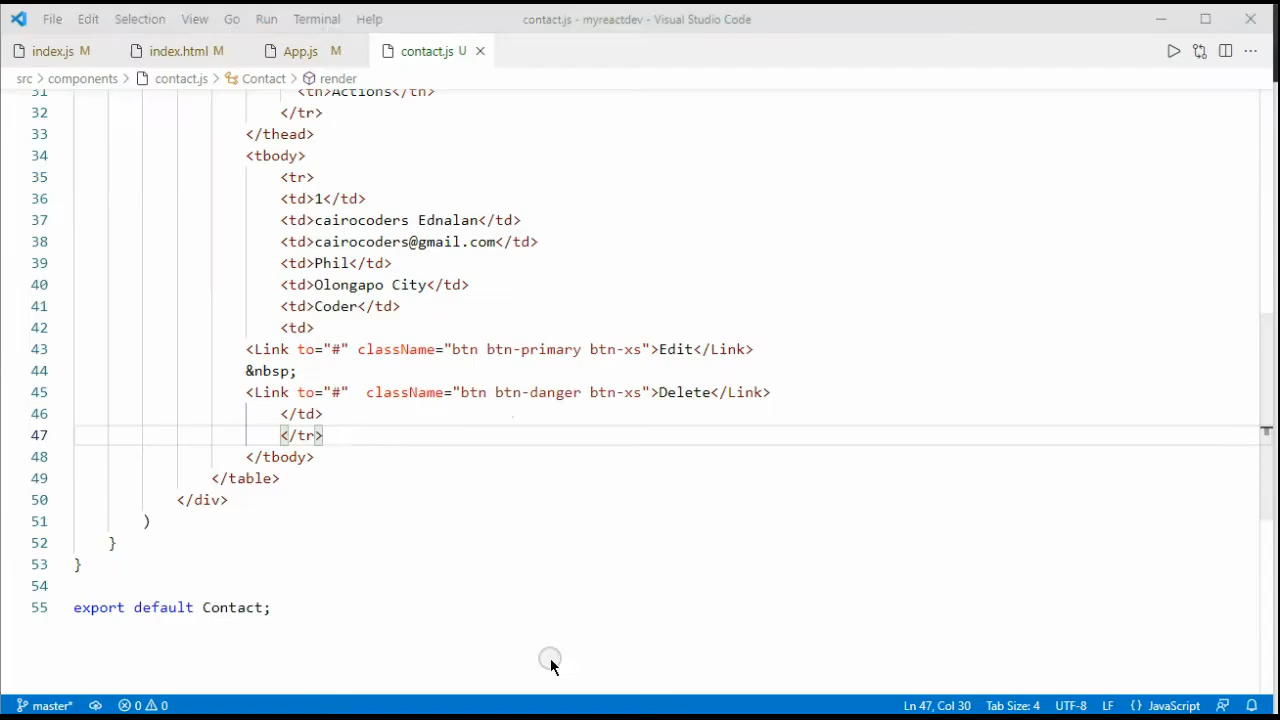 File Edit Selection View Go Run Terminal Help contact.js - myreactdev - Visual Studio Code
index.js M index.html M App.js M contact.js U
src > components > contact.js > Contact > render
31 <th>Actions</th>
32 </tr>
33 </thead>
34 <tbody>
35 <tr>
36 <td>1</td>
37 <td>cairocoders Ednalan</td>
38 <td>cairocoders@gmail.com</td>
39 <td>Phil</td>
40 <td>Olongapo City</td>
41 <td>Coder</td>
42 <td>
43 <Link to="#" className="btn btn-primary btn-xs">Edit</Link>
44 &nbsp;
45 <Link to="#"  className="btn btn-danger btn-xs">Delete</Link>
46 </td>
47 </tr>
48 </tbody>
49 </table>
50 </div>
51 )
52 }
53 }
54
55 export default Contact;
master* 0 0 Ln 47, Col 30 Tab Size: 4 UTF-8 LF {} JavaScript